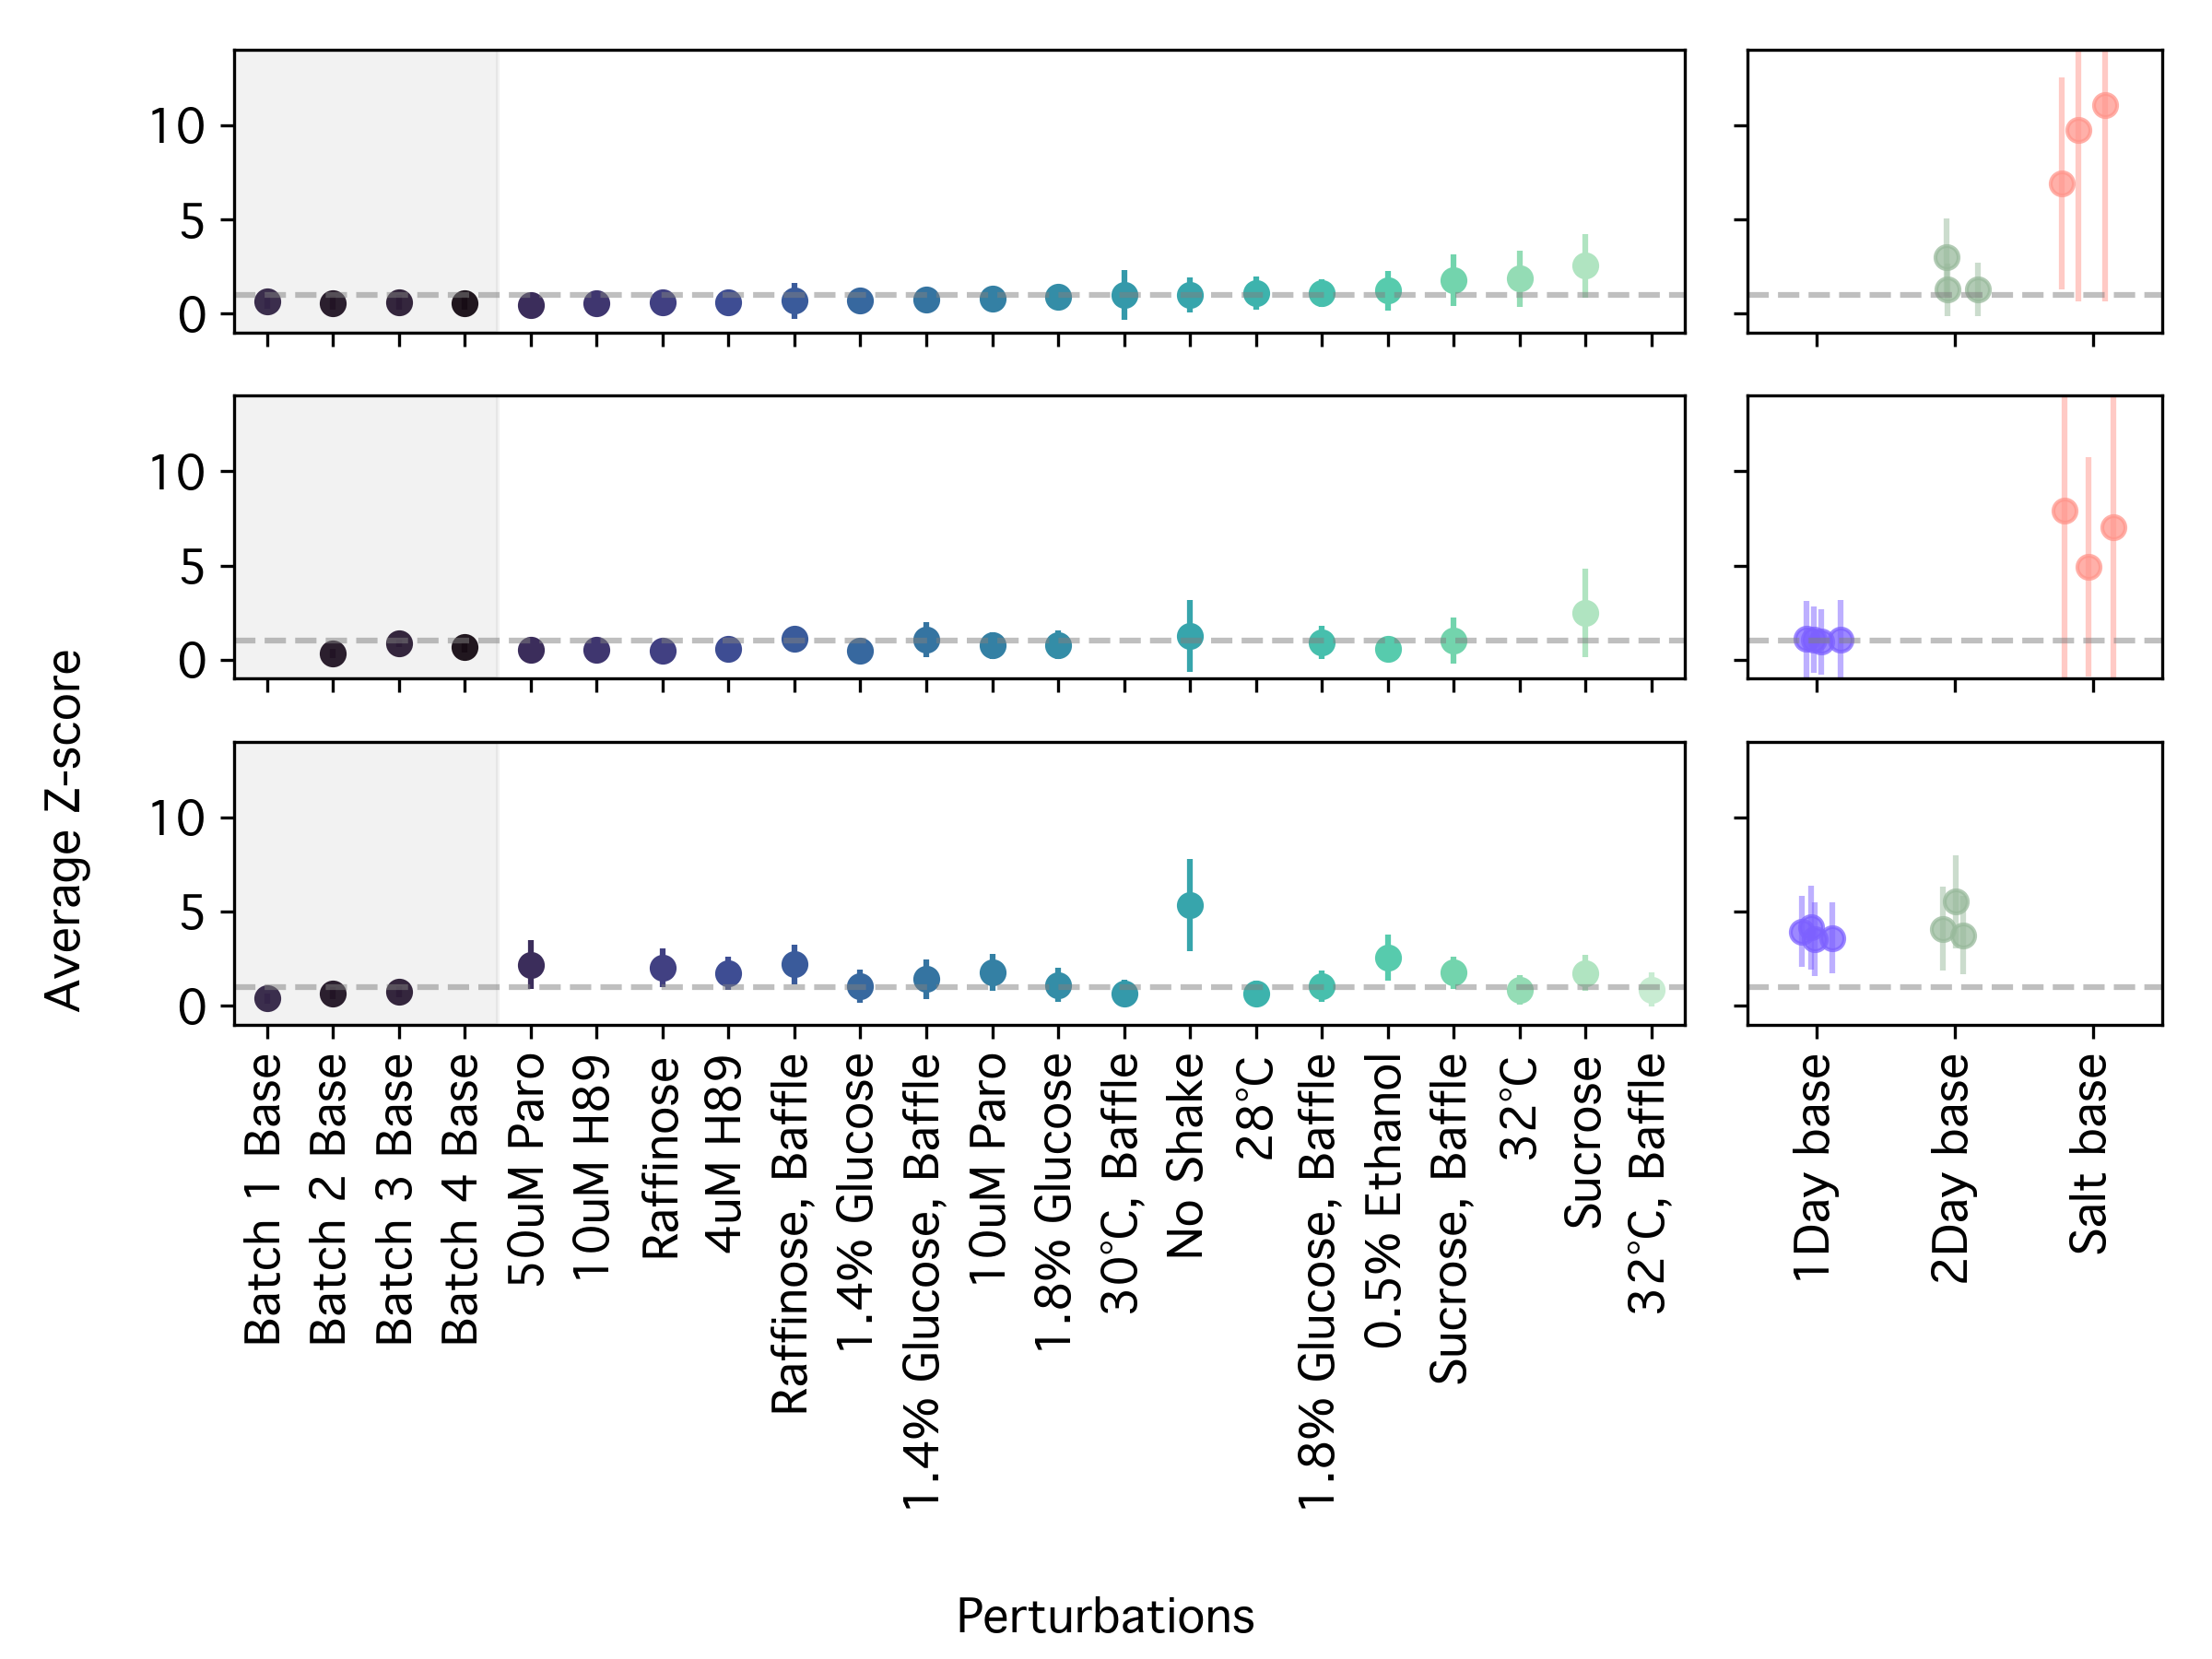 10
5
0
10
5
0
10
5
0
Average Z-score
Batch 1 Base
Batch 2 Base
Batch 3 Base
Batch 4 Base
50uM Paro
10uM H89
Raffinose
4uM H89
Raffinose, Baffle
1.4% Glucose
1.4% Glucose, Baffle
10uM Paro
1.8% Glucose
30°C, Baffle
No Shake
28°C
1.8% Glucose, Baffle
0.5% Ethanol
Sucrose, Baffle
32°C
Sucrose
32°C, Baffle
1Day base
2Day base
Salt base
Perturbations